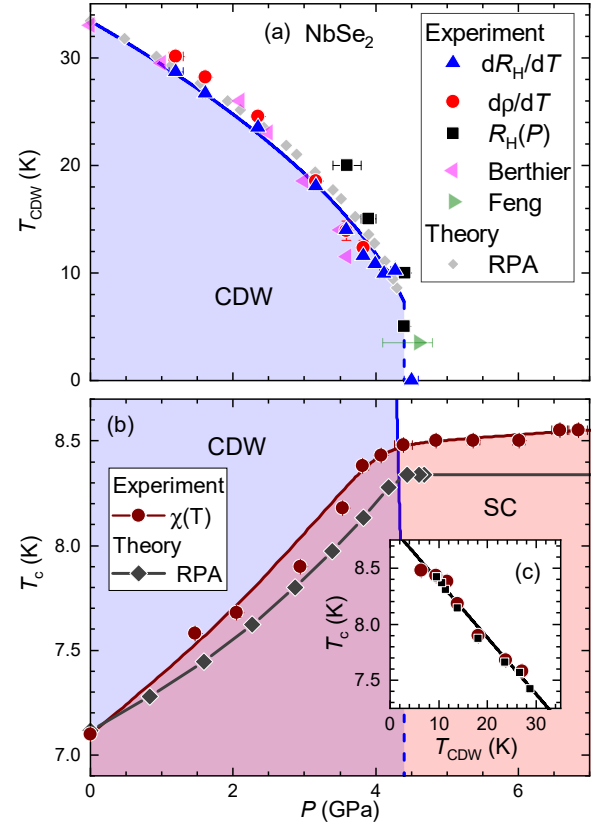 (a) NbSe2
Experiment
dRH/dT
dρ/dT
RH(P)
Berthier
Feng
Theory
RPA
CDW
TCDW (K)
30
20
10
0
(b)
CDW
Experiment
χ(T)
Theory
RPA
SC
Tc (K)
8.5
8.0
7.5
7.0
(c)
Tc (K)
8.5
8.0
7.5
0 10 20 30
TCDW (K)
0 2 4 6
P (GPa)